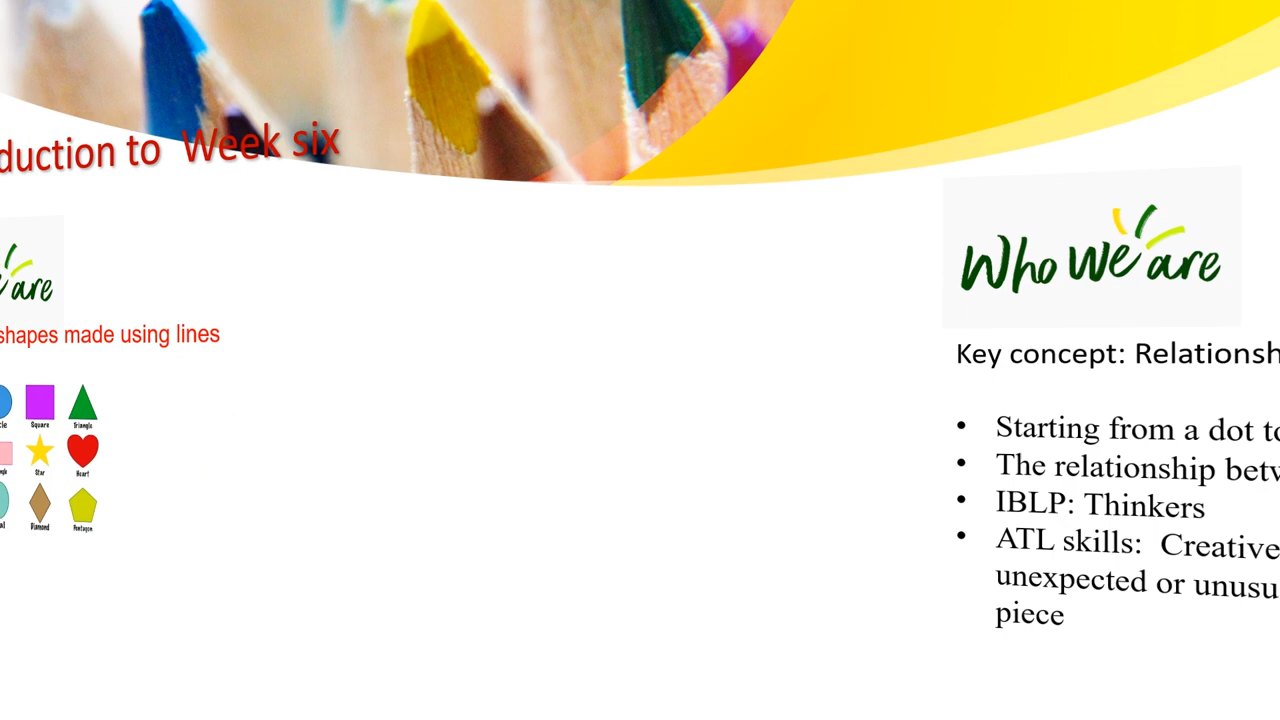 duction to Week six
are
shapes made using lines
Square Triangle
Star Heart
Diamond Pentagon
Who we are
Key concept: Relationsh
• Starting from a dot to
• The relationship betw
• IBLP: Thinkers
• ATL skills: Creative
unexpected or unusu
piece